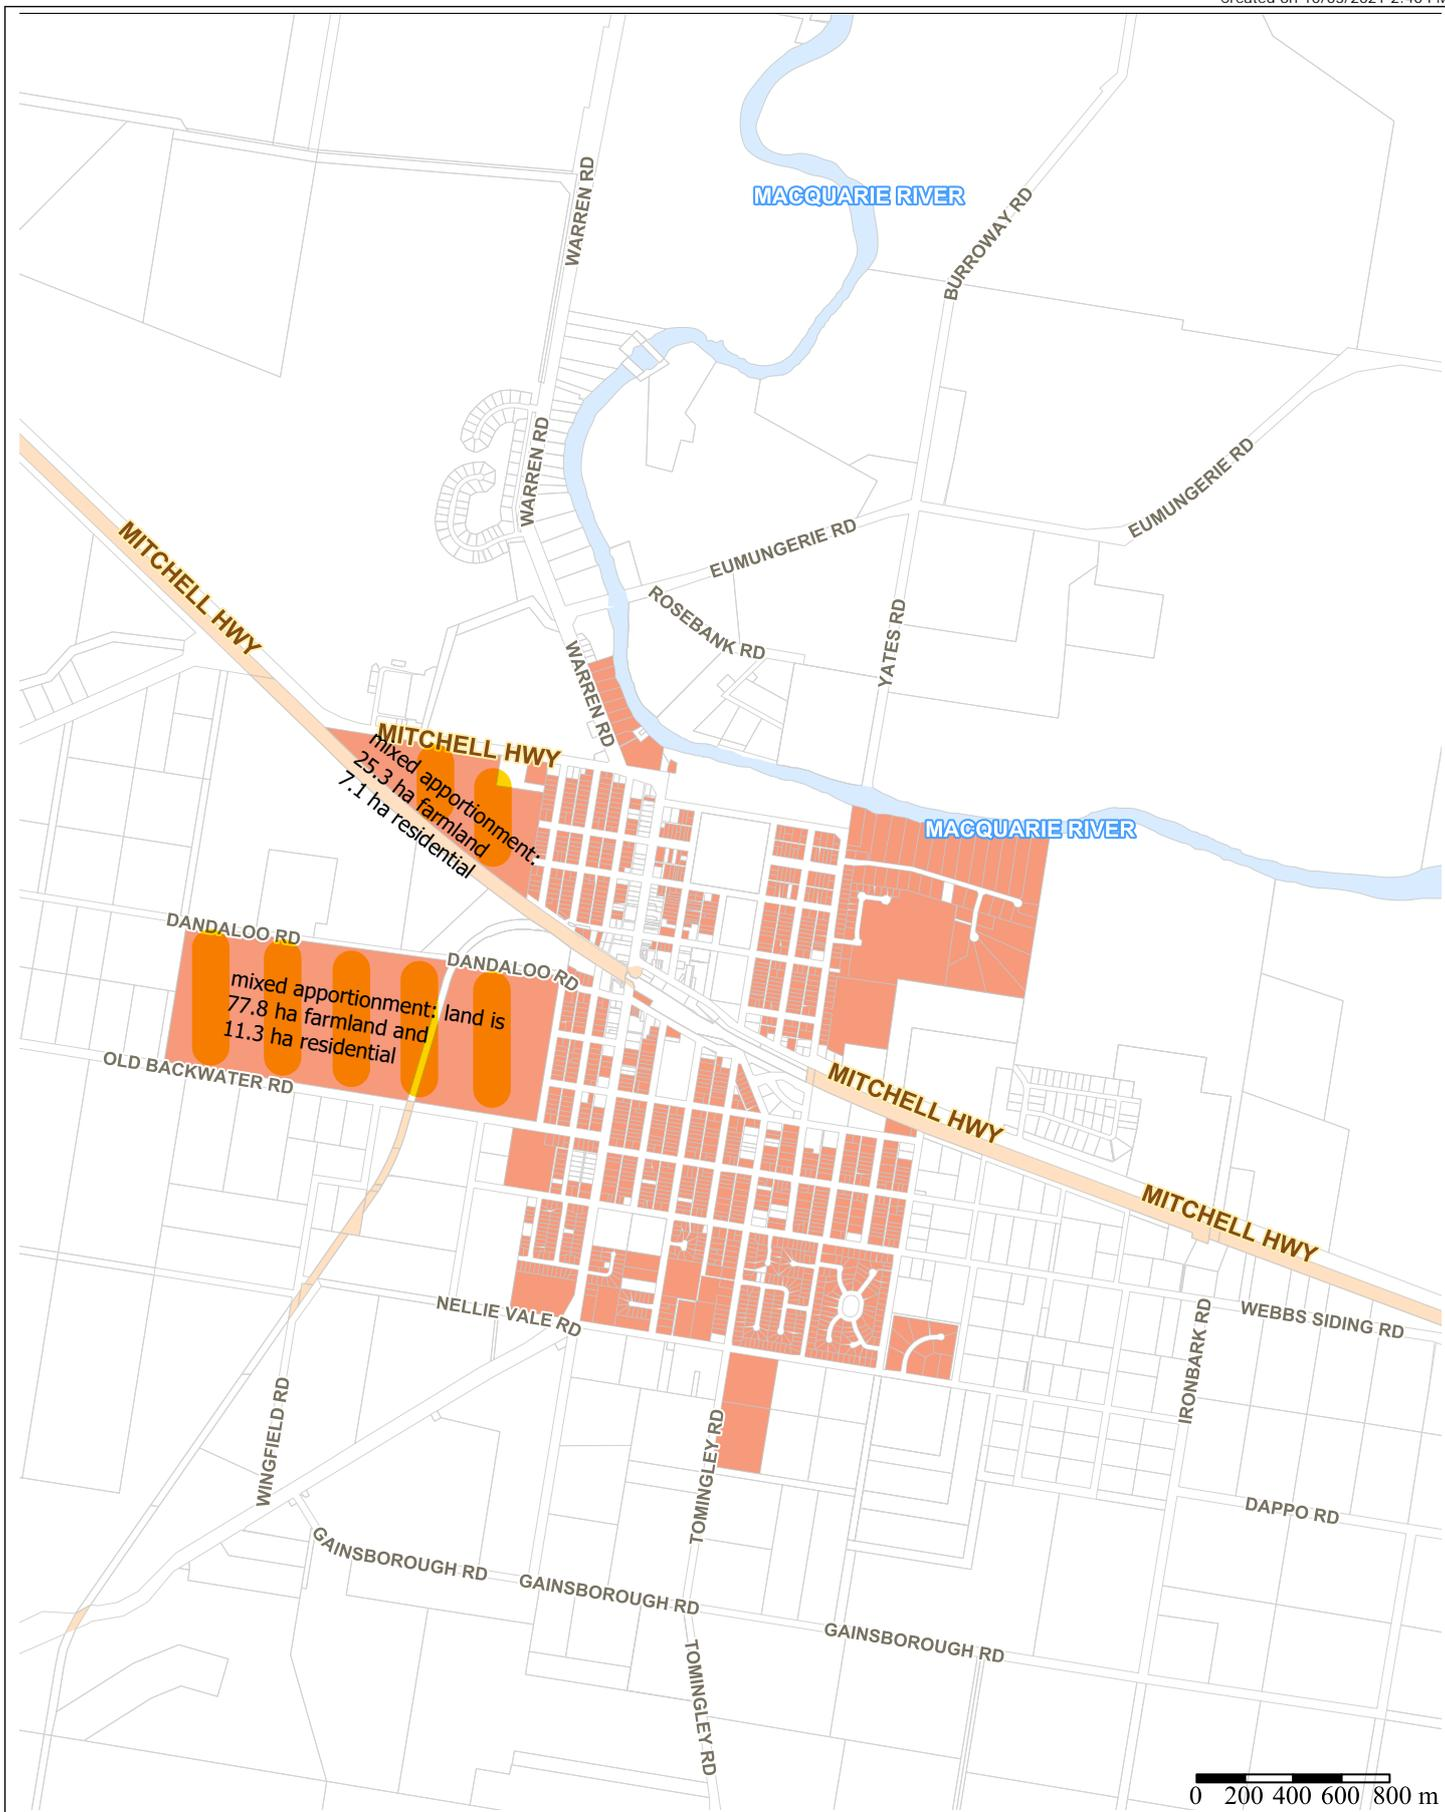 WARREN RD
MACQUARIE RIVER
BURROWAY RD
WARREN RD
EUMUNGERIE RD
MITCHELL HWY
EUMUNGERIE RD
ROSEBANK RD
YATES RD
WARREN RD
MITCHELL HWY
mixed apportionment:
25.3 ha farmland
7.1 ha residential
MACQUARIE RIVER
DANDALOO RD
DANDALOO RD
mixed apportionment: land is
77.8 ha farmland and
11.3 ha residential
OLD BACKWATER RD
MITCHELL HWY
MITCHELL HWY
NELLIE VALE RD
WEBBS SIDING RD
IRONBARK RD
WINGFIELD RD
TOMINGLEY RD
DAPPO RD
GAINSBOROUGH RD
GAINSBOROUGH RD
GAINSBOROUGH RD
TOMINGLEY RD
0 200 400 600 800 m